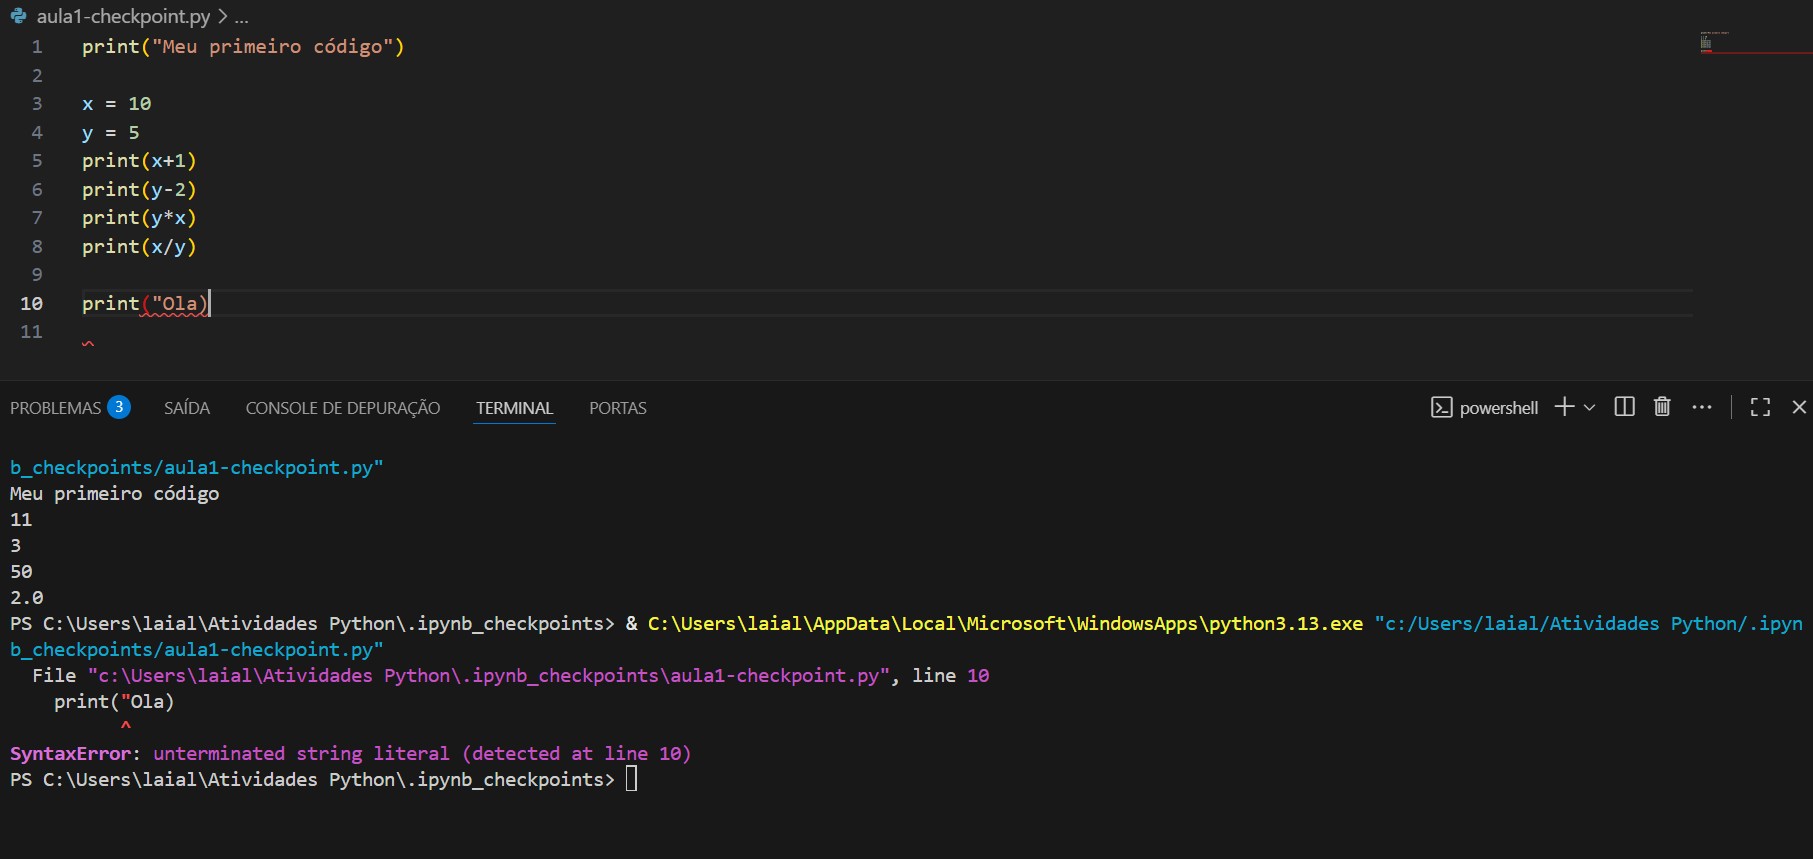 aula1-checkpoint.py > ...
1 print("Meu primeiro código")
2
3 x = 10
4 y = 5
5 print(x+1)
6 print(y-2)
7 print(y*x)
8 print(x/y)
9
10 print("Ola)
11
PROBLEMAS 3 SAÍDA CONSOLE DE DEPURAÇÃO TERMINAL PORTAS powershell
b_checkpoints/aula1-checkpoint.py"
Meu primeiro código
11
3
50
2.0
PS C:\Users\laial\Atividades Python\.ipynb_checkpoints> & C:\Users\laial\AppData\Local\Microsoft\WindowsApps\python3.13.exe "c:/Users/laial/Atividades Python/.ipyn
b_checkpoints/aula1-checkpoint.py"
File "c:\Users\laial\Atividades Python\.ipynb_checkpoints\aula1-checkpoint.py", line 10
print("Ola)
^
SyntaxError: unterminated string literal (detected at line 10)
PS C:\Users\laial\Atividades Python\.ipynb_checkpoints>